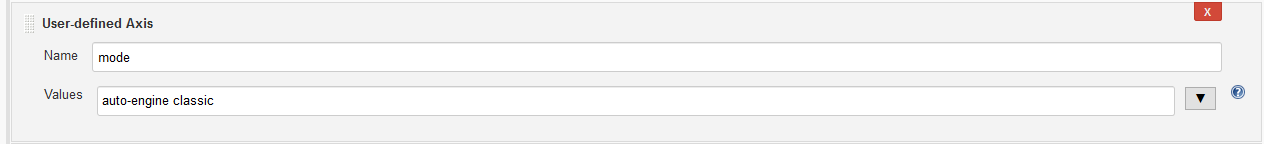 User-defined Axis
X
Name mode
Values auto-engine classic ▼ ?